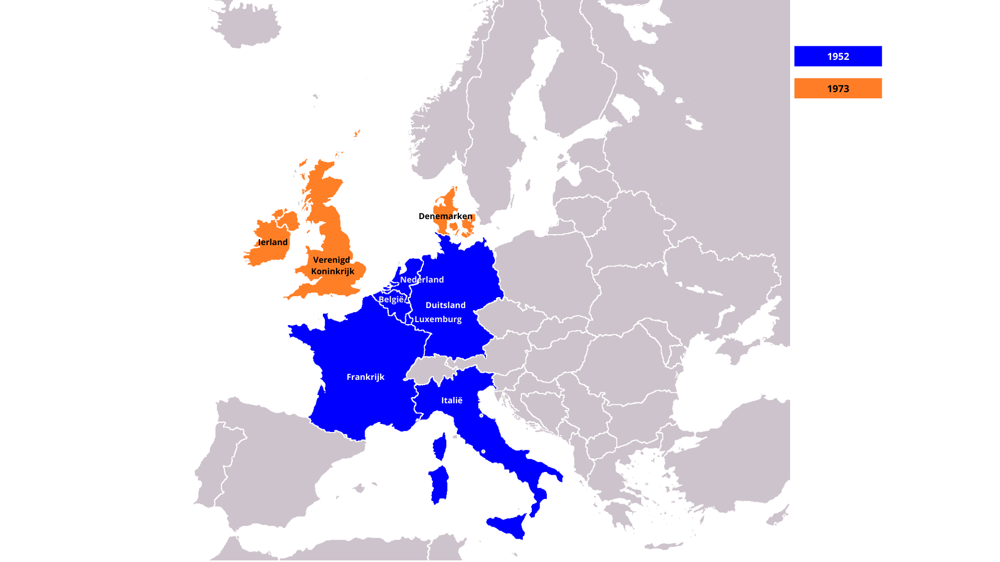 1952
1973
Denemarken
Ierland
Verenigd
Koninkrijk
Nederland
België
Duitsland
Luxemburg
Frankrijk
Italië